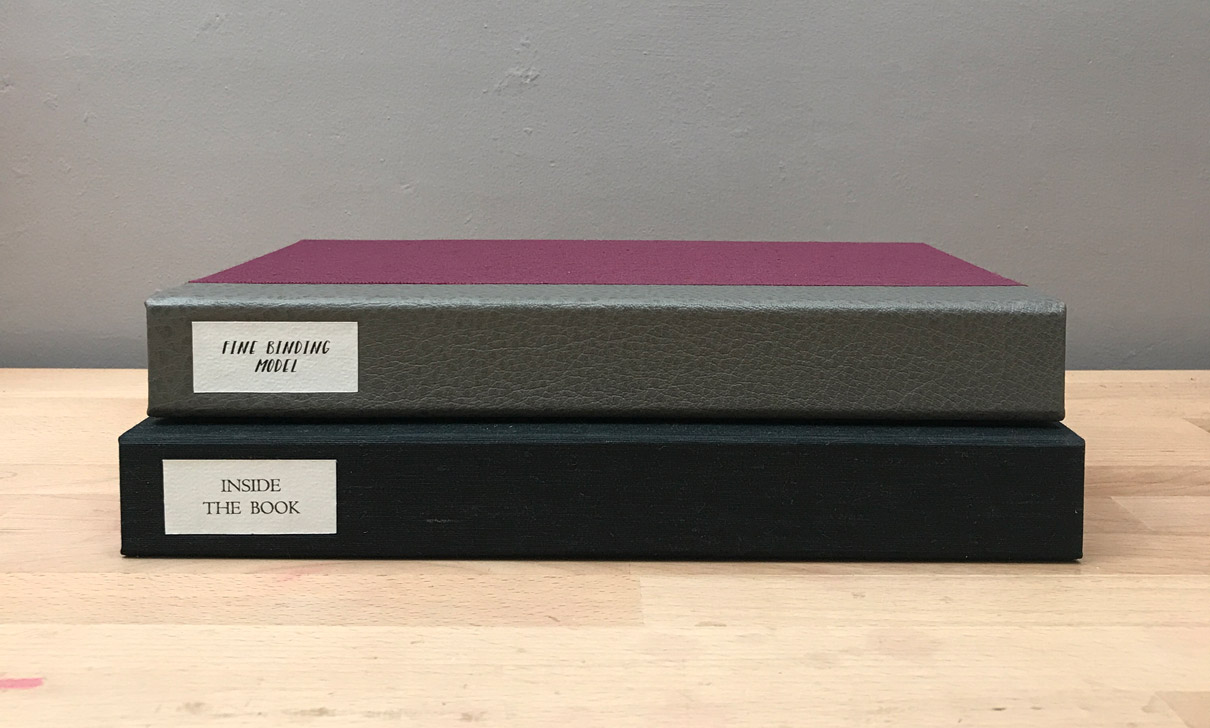 FINE BINDING
MODEL
INSIDE
THE BOOK